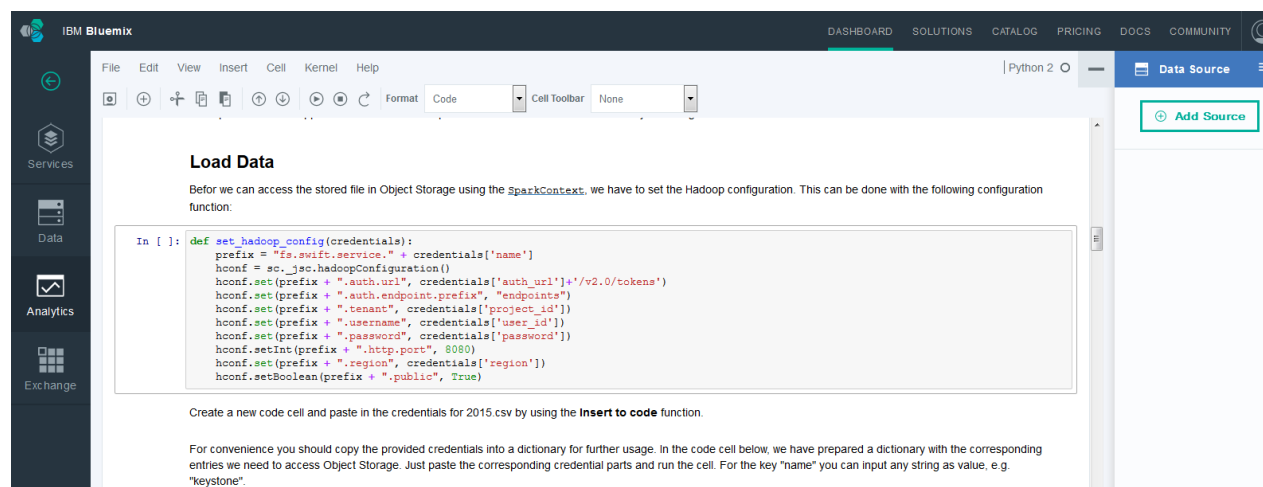 IBM Bluemix
DASHBOARD SOLUTIONS CATALOG PRICING DOCS COMMUNITY
File Edit View Insert Cell Kernel Help
Python 2
Data Source
Format Code Cell Toolbar None
Add Source
Services
Data
Analytics
Exchange
Load Data
Befor we can access the stored file in Object Storage using the SparkContext, we have to set the Hadoop configuration. This can be done with the following configuration
function:
In [ ]: def set_hadoop_config(credentials):
prefix = "fs.swift.service." + credentials['name']
hconf = sc._jsc.hadoopConfiguration()
hconf.set(prefix + ".auth.url", credentials['auth_url']+'/v2.0/tokens')
hconf.set(prefix + ".auth.endpoint.prefix", "endpoints")
hconf.set(prefix + ".tenant", credentials['project_id'])
hconf.set(prefix + ".username", credentials['user_id'])
hconf.set(prefix + ".password", credentials['password'])
hconf.setInt(prefix + ".http.port", 8080)
hconf.set(prefix + ".region", credentials['region'])
hconf.setBoolean(prefix + ".public", True)
Create a new code cell and paste in the credentials for 2015.csv by using the Insert to code function.
For convenience you should copy the provided credentials into a dictionary for further usage. In the code cell below, we have prepared a dictionary with the corresponding
entries we need to access Object Storage. Just paste the corresponding credential parts and run the cell. For the key "name" you can input any string as value, e.g.
"keystone".